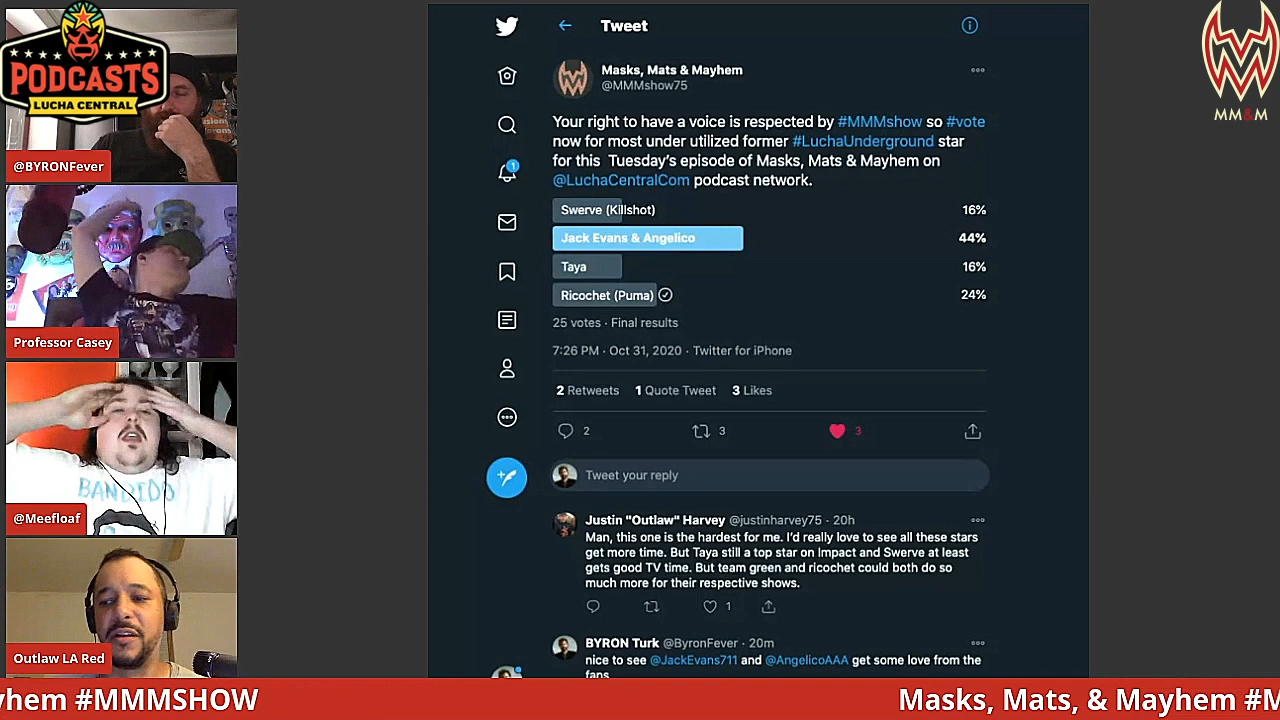 PODCASTS
LUCHA CENTRAL
@BYRONFever
Professor Casey
BANDIDO
@Meefloaf
Outlaw LA Red
Tweet
Masks, Mats & Mayhem
@MMMshow75
Your right to have a voice is respected by #MMMshow so #vote
now for most under utilized former #LuchaUnderground star
for this Tuesday's episode of Masks, Mats & Mayhem on
@LuchaCentralCom podcast network.
Swerve (Killshot) 16%
Jack Evans & Angelico 44%
Taya 16%
Ricochet (Puma) 24%
25 votes · Final results
7:26 PM · Oct 31, 2020 · Twitter for iPhone
2 Retweets 1 Quote Tweet 3 Likes
2 3 3
Tweet your reply
Justin "Outlaw" Harvey @justinharvey75 · 20h
Man, this one is the hardest for me. I'd really love to see all these stars
get more time. But Taya still a top star on Impact and Swerve at least
gets good TV time. But team green and ricochet could both do so
much more for their respective shows.
1
BYRON Turk @ByronFever · 20m
nice to see @JackEvans711 and @AngelicoAAA get some love from the
fans
1
MM&M
yhem #MMMSHOW
Masks, Mats, & Mayhem #M